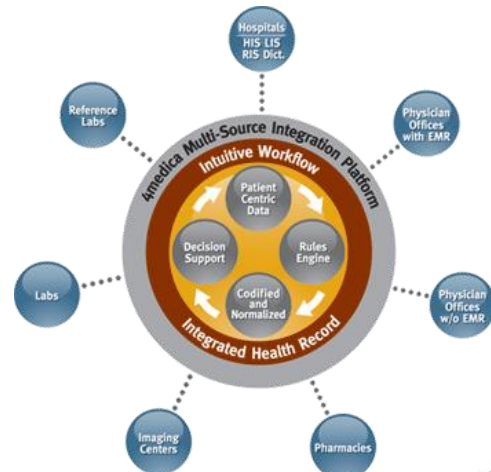 Hospitals
HIS LIS
RIS Dict.
Reference
Labs
Physician
Offices
with EMR
4medica Multi-Source Integration Platform
Intuitive Workflow
Patient
Centric
Data
Decision
Support
Rules
Engine
Codified
and
Normalized
Integrated Health Record
Labs
Physician
Offices
w/o EMR
Imaging
Centers
Pharmacies